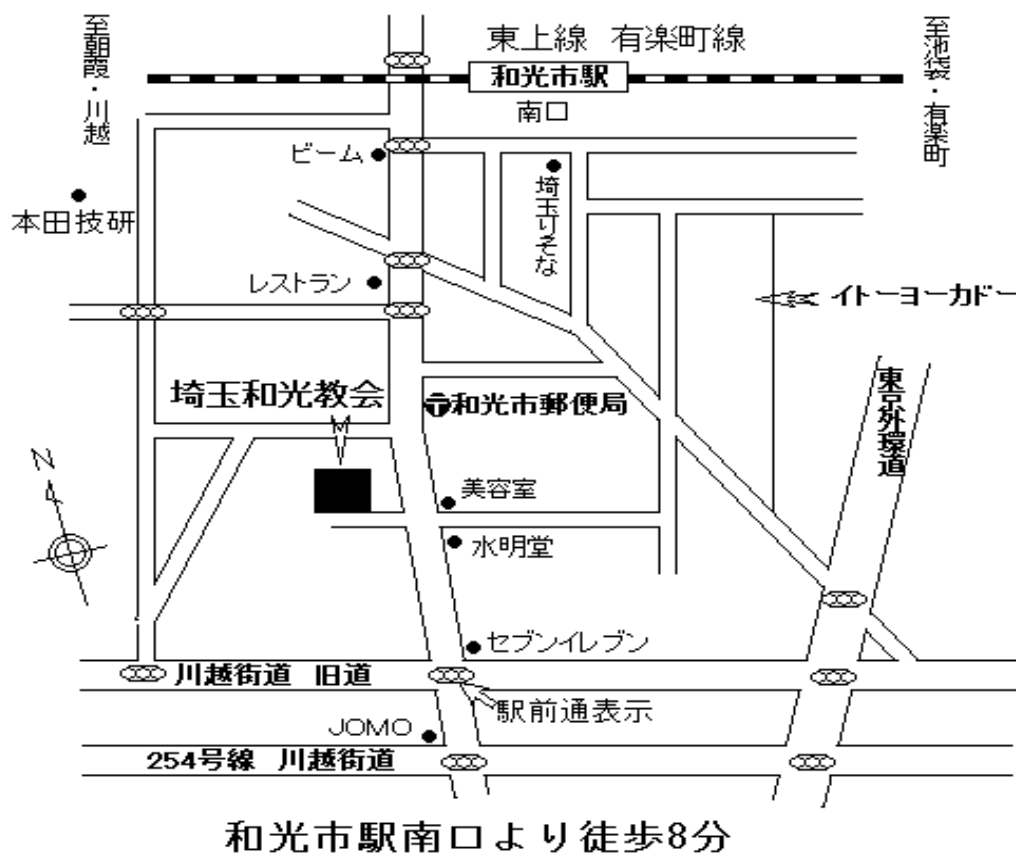 至朝霞・川越
東上線 有楽町線
至池袋・有楽町
和光市駅
南口
ビーム
埼玉りそな
本田技研
レストラン
イトーヨーカドー
東京外環道
埼玉和光教会
〒和光市郵便局
N
美容室
水明堂
セブンイレブン
川越街道 旧道
駅前通表示
JOMO
254号線 川越街道
和光市駅南口より徒歩8分